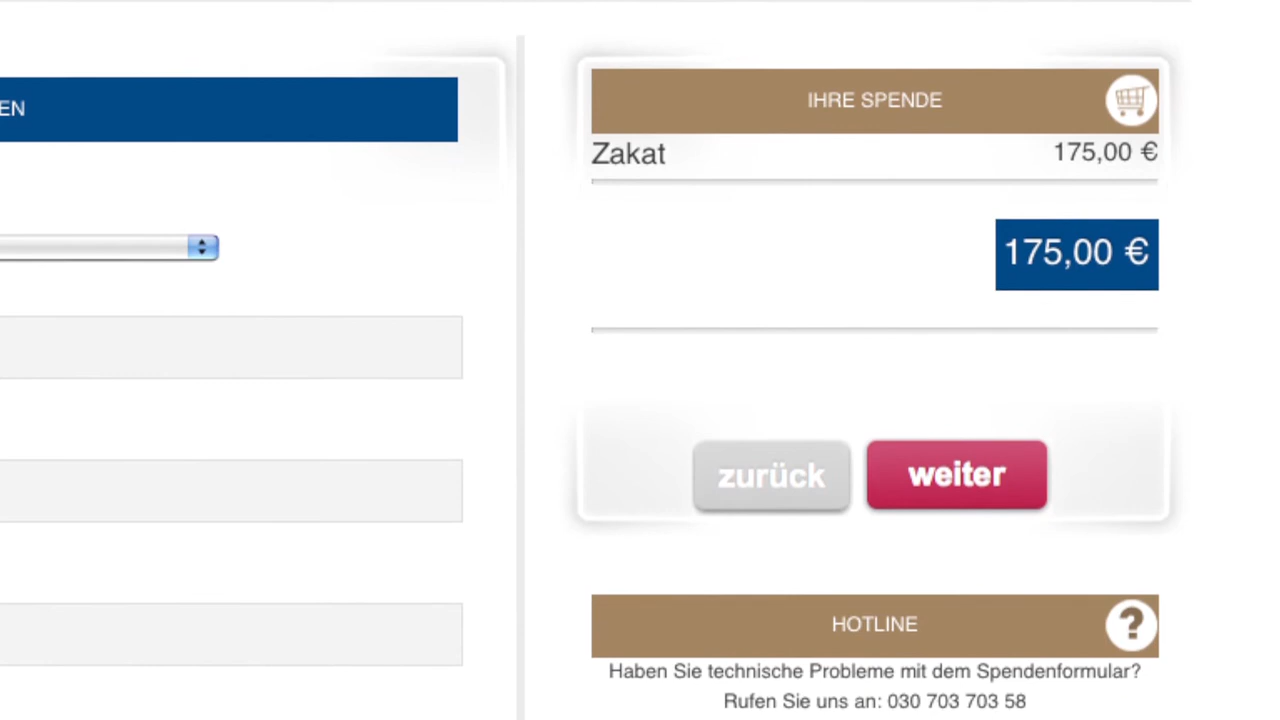 EN
IHRE SPENDE
Zakat 175,00 €
175,00 €
zurück weiter
HOTLINE
Haben Sie technische Probleme mit dem Spendenformular?
Rufen Sie uns an: 030 703 703 58